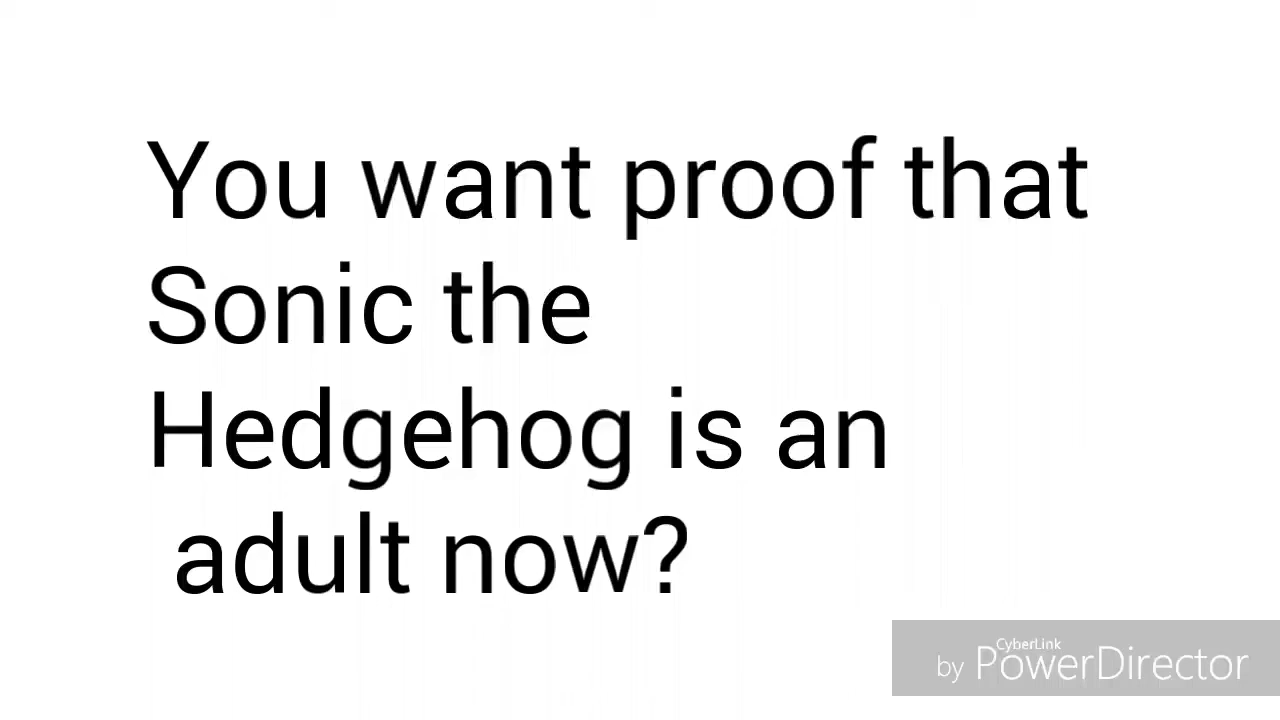 You want proof that
Sonic the
Hedgehog is an
adult now?
CyberLink
by PowerDirector